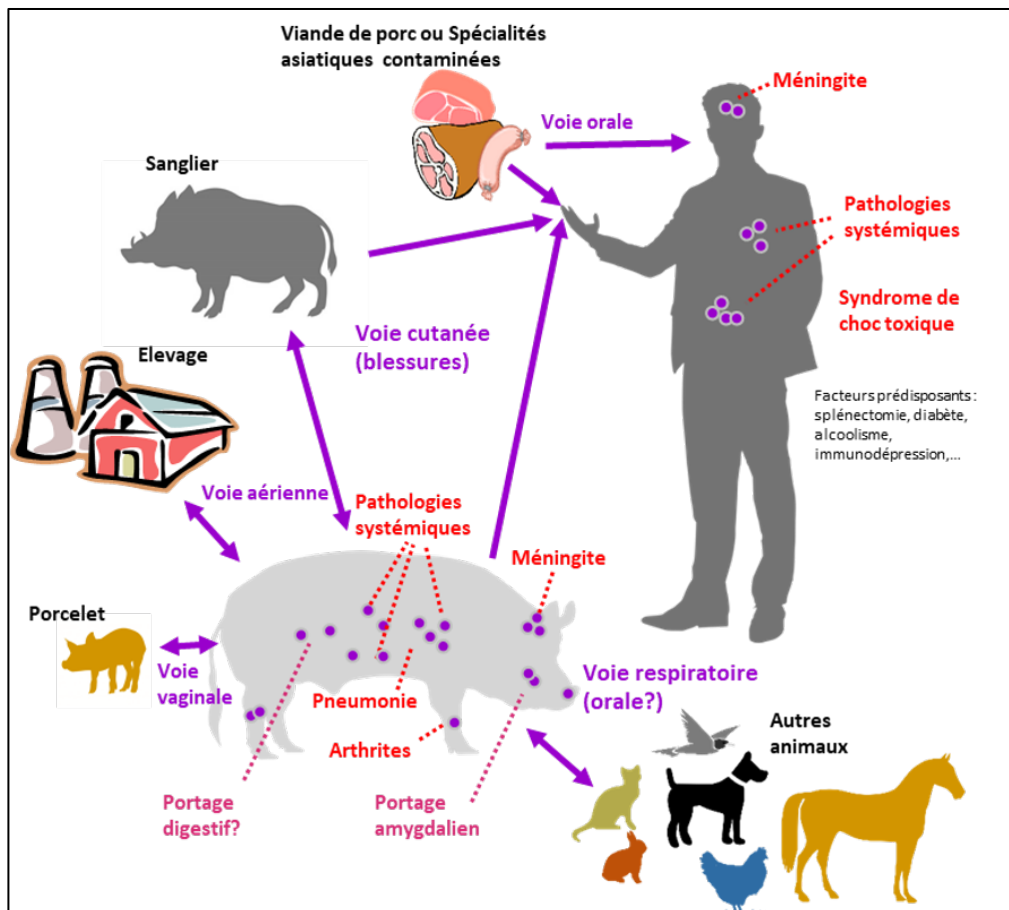 Viande de porc ou Spécialités
asiatiques contaminées
Méningite
Voie orale
Sanglier
Pathologies
systémiques
Syndrome de
choc toxique
Voie cutanée
(blessures)
Elevage
Facteurs prédisposants :
splénectomie, diabète,
alcoolisme,
immunodépression,...
Voie aérienne
Pathologies
systémiques
Méningite
Porcelet
Voie
vaginale
Pneumonie
Voie respiratoire
(orale?)
Arthrites
Autres
animaux
Portage
digestif?
Portage
amygdalien